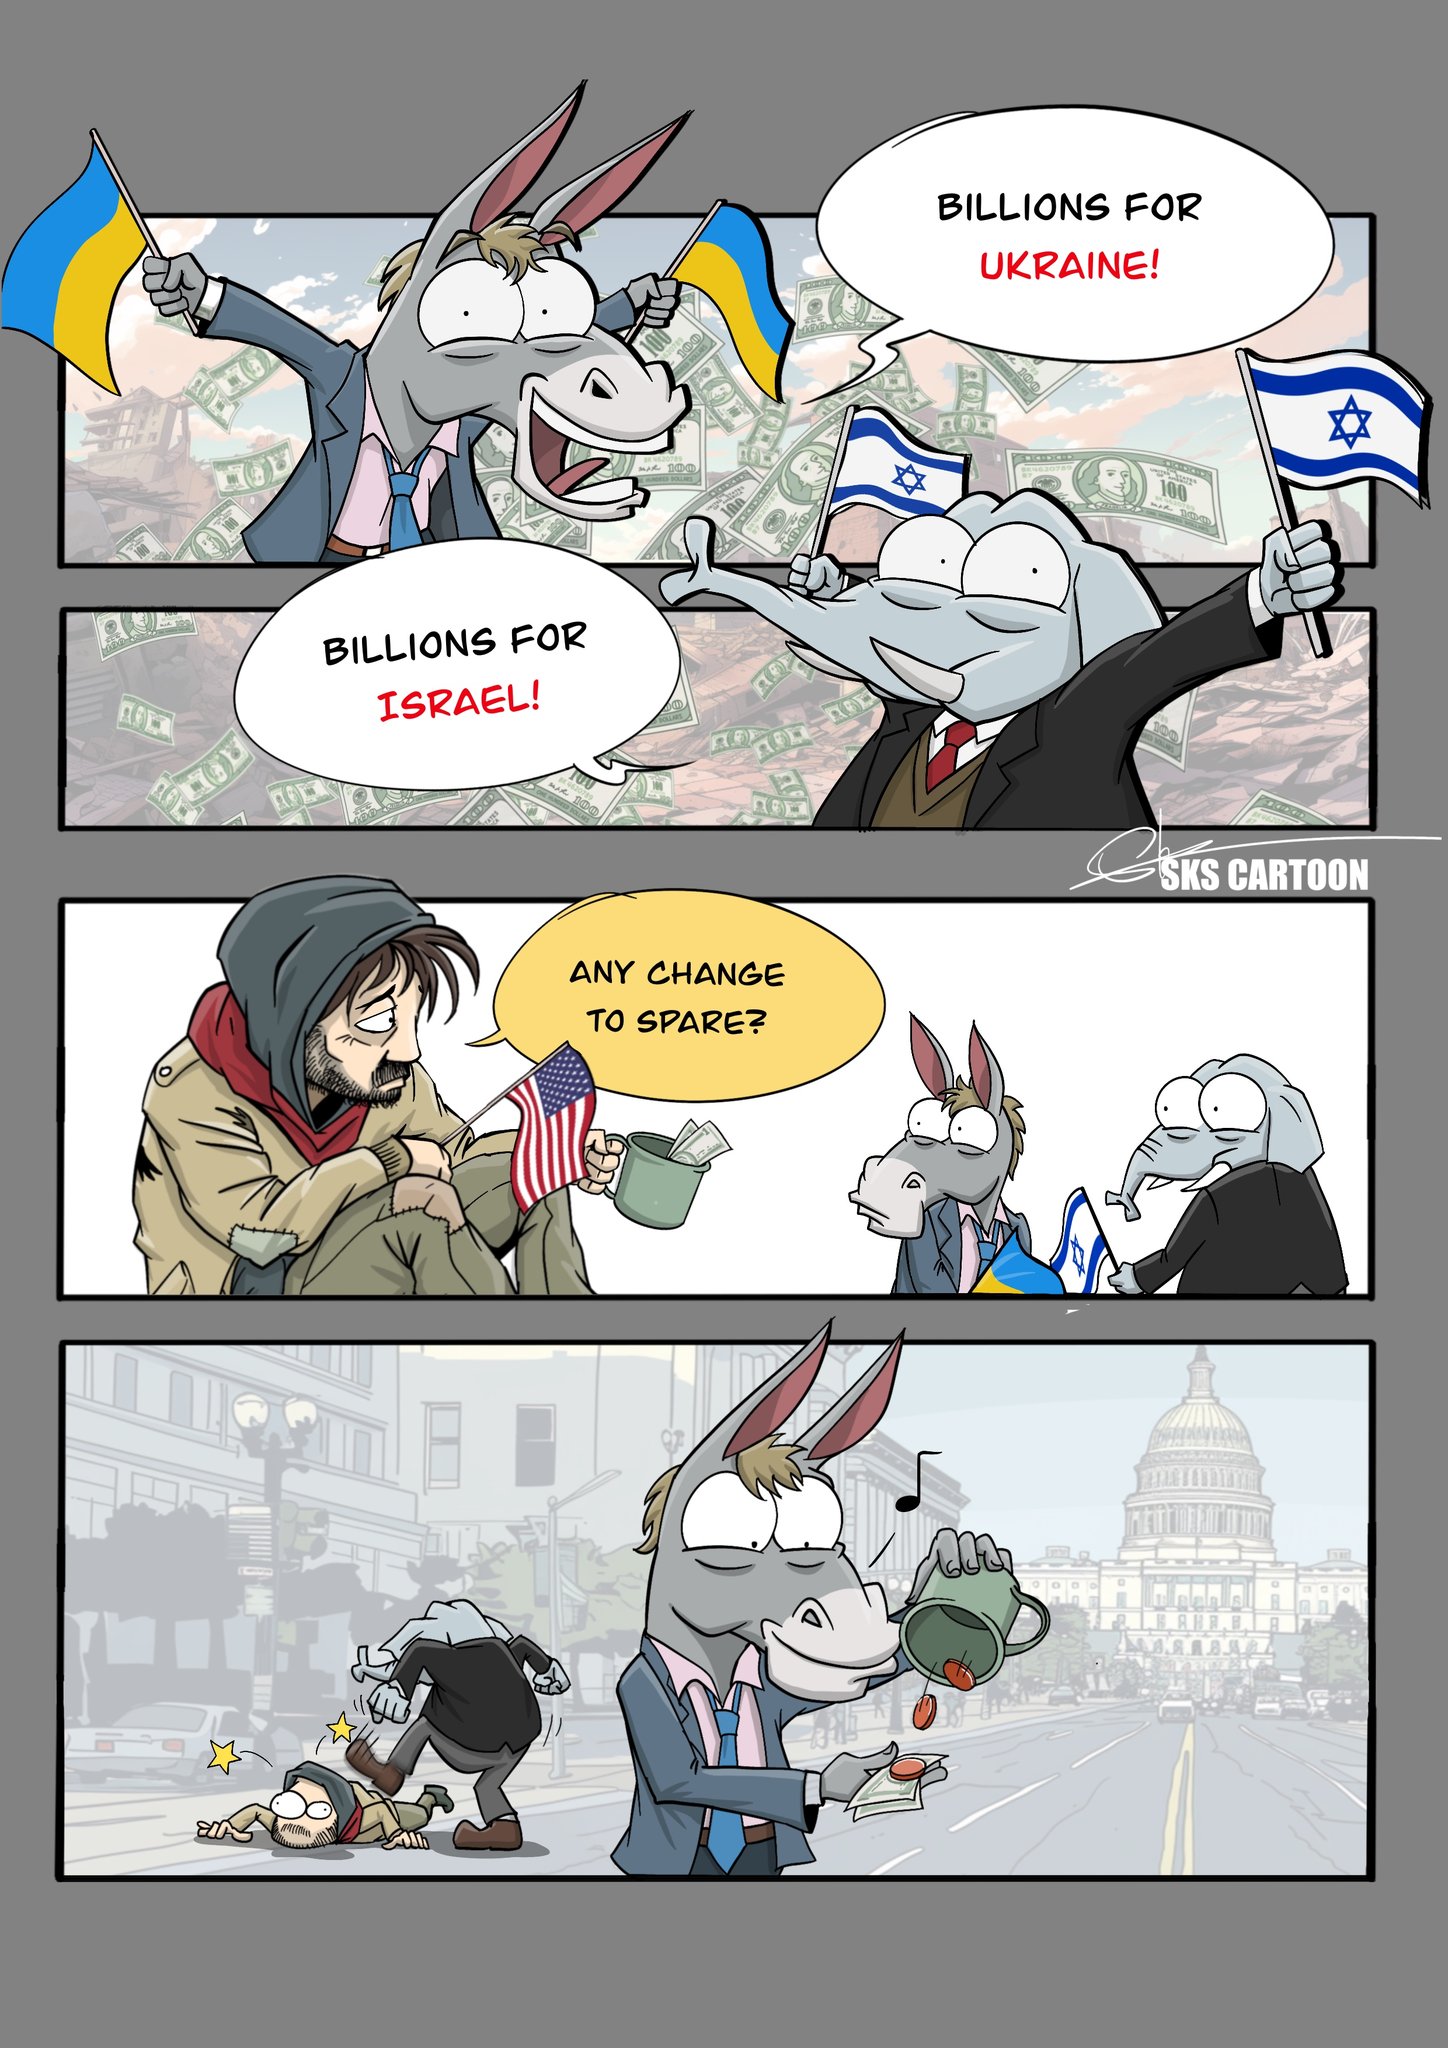 BILLIONS FOR
UKRAINE!
BILLIONS FOR
ISRAEL!
SKS CARTOON
ANY CHANGE
TO SPARE?